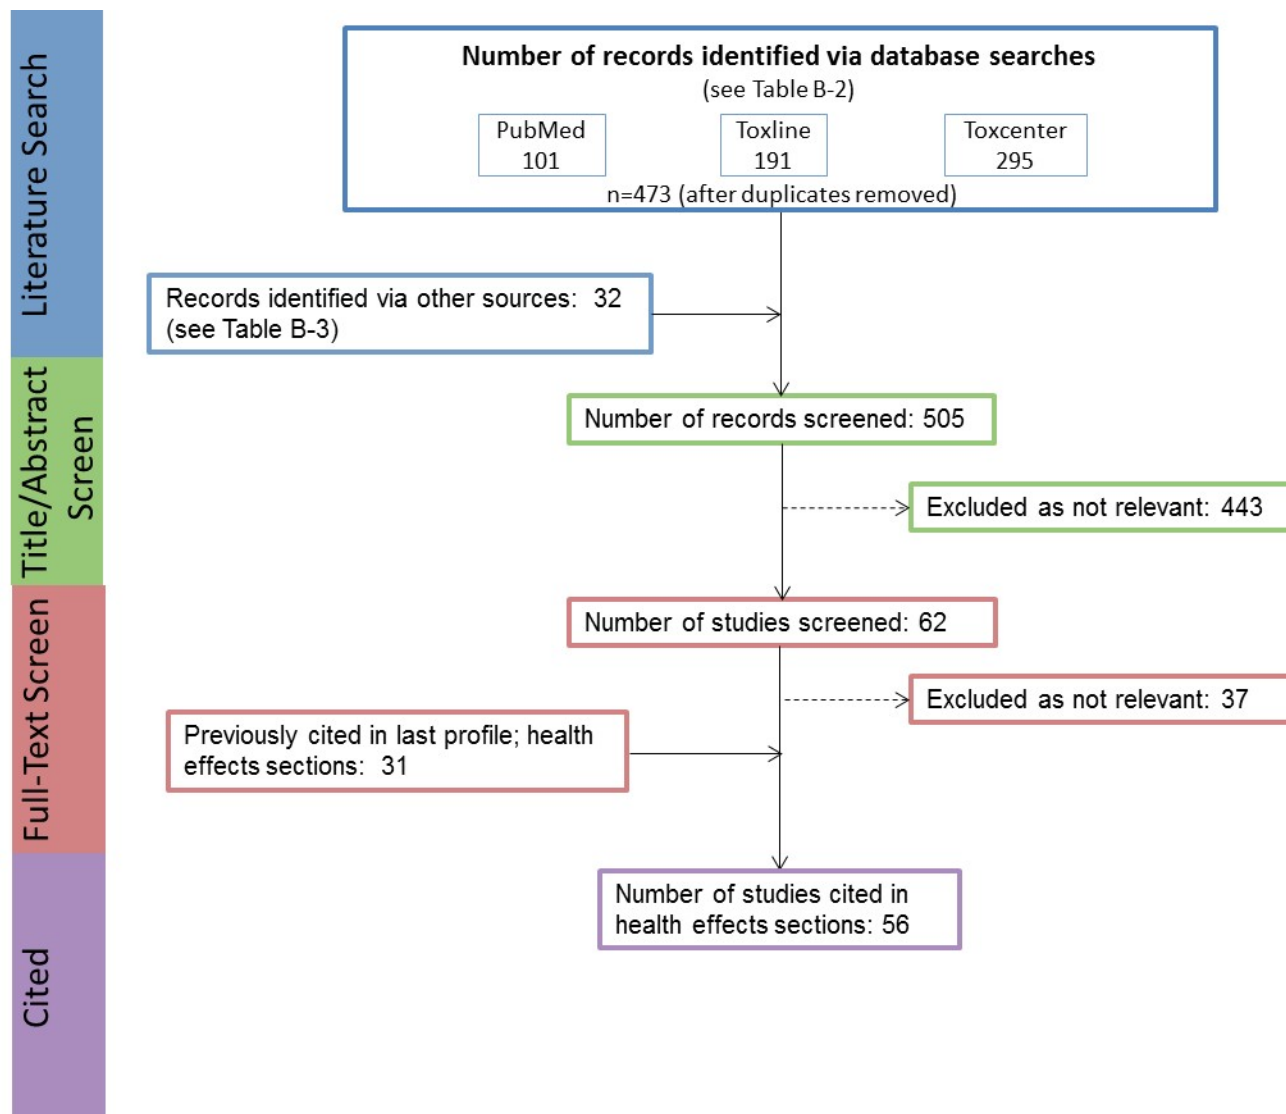 Literature Search
Number of records identified via database searches
(see Table B-2)
PubMed
101
Toxline
191
Toxcenter
295
n=473 (after duplicates removed)
Records identified via other sources: 32
(see Table B-3)
Title/Abstract
Screen
Number of records screened: 505
Excluded as not relevant: 443
Full-Text Screen
Number of studies screened: 62
Excluded as not relevant: 37
Previously cited in last profile; health
effects sections: 31
Cited
Number of studies cited in
health effects sections: 56